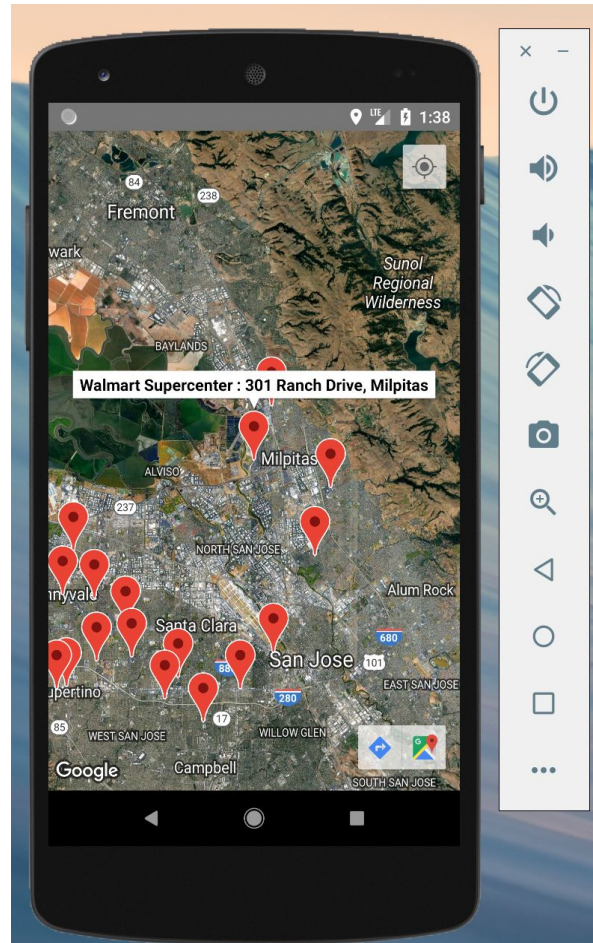 LTE 1:38
84
238
Fremont
wark
Sunol
Regional
Wilderness
BAYLANDS
Walmart Supercenter : 301 Ranch Drive, Milpitas
Milpitas
ALVISO
237
NORTH SAN JOSE
nnyvale
Alum Rock
Santa Clara
680
San Jose
101
88
EAST SAN JOSE
upertino
280
17
85
WEST SAN JOSE
WILLOW GLEN
G
Google
Campbell
SOUTH SAN JOSE